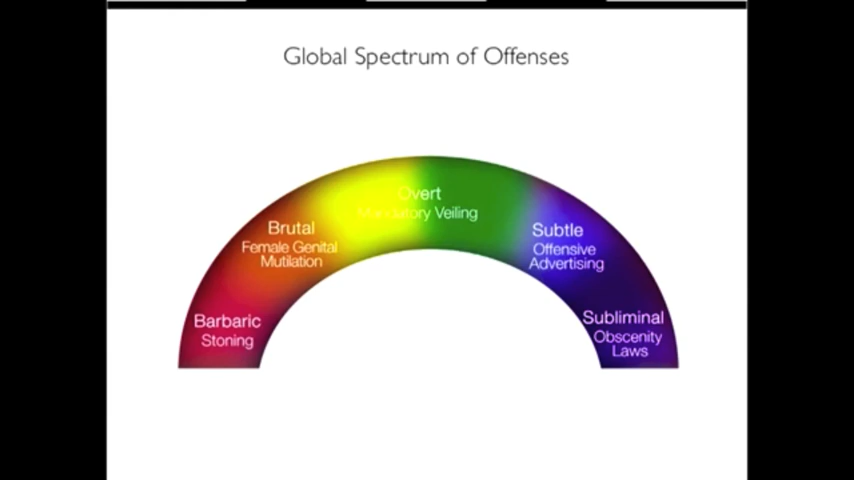 Global Spectrum of Offenses
Barbaric
Stoning
Brutal
Female Genital
Mutilation
Overt
Mandatory Veiling
Subtle
Offensive
Advertising
Subliminal
Obscenity
Laws